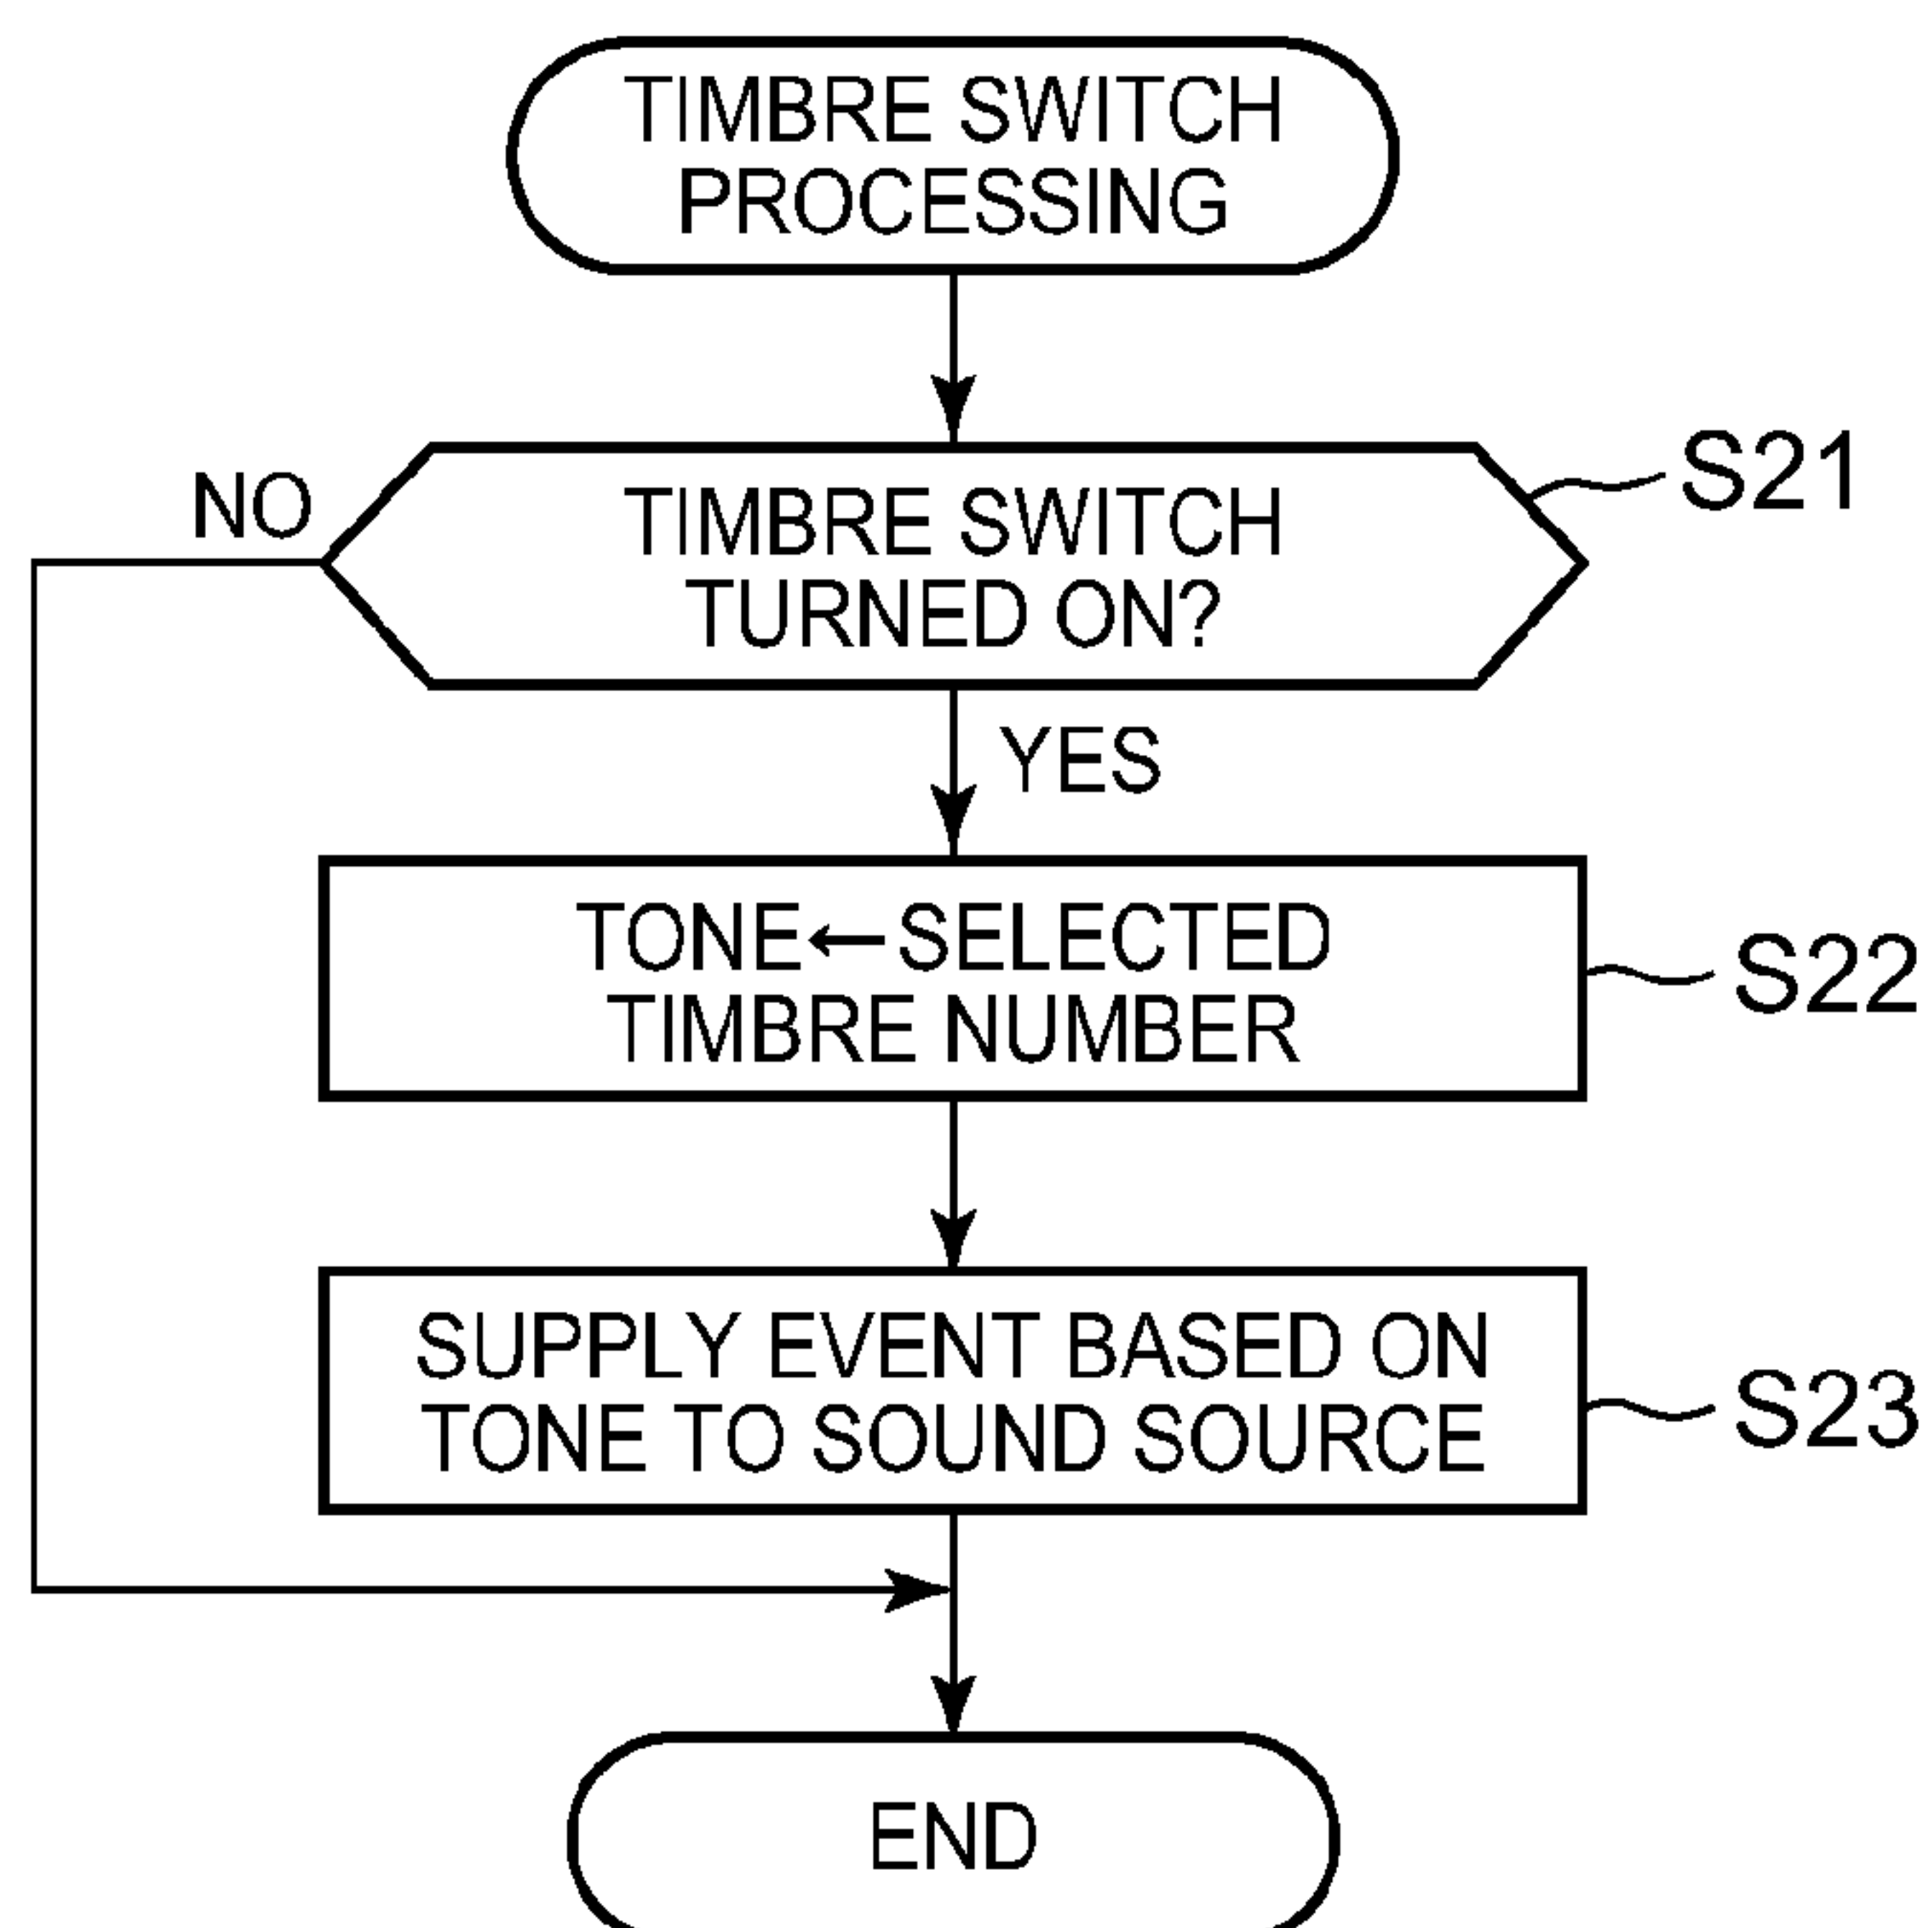 TIMBRE SWITCH
PROCESSING
S21
NO
TIMBRE SWITCH
TURNED ON?
YES
TONE←SELECTED
TIMBRE NUMBER
S22
SUPPLY EVENT BASED ON
TONE TO SOUND SOURCE
S23
END